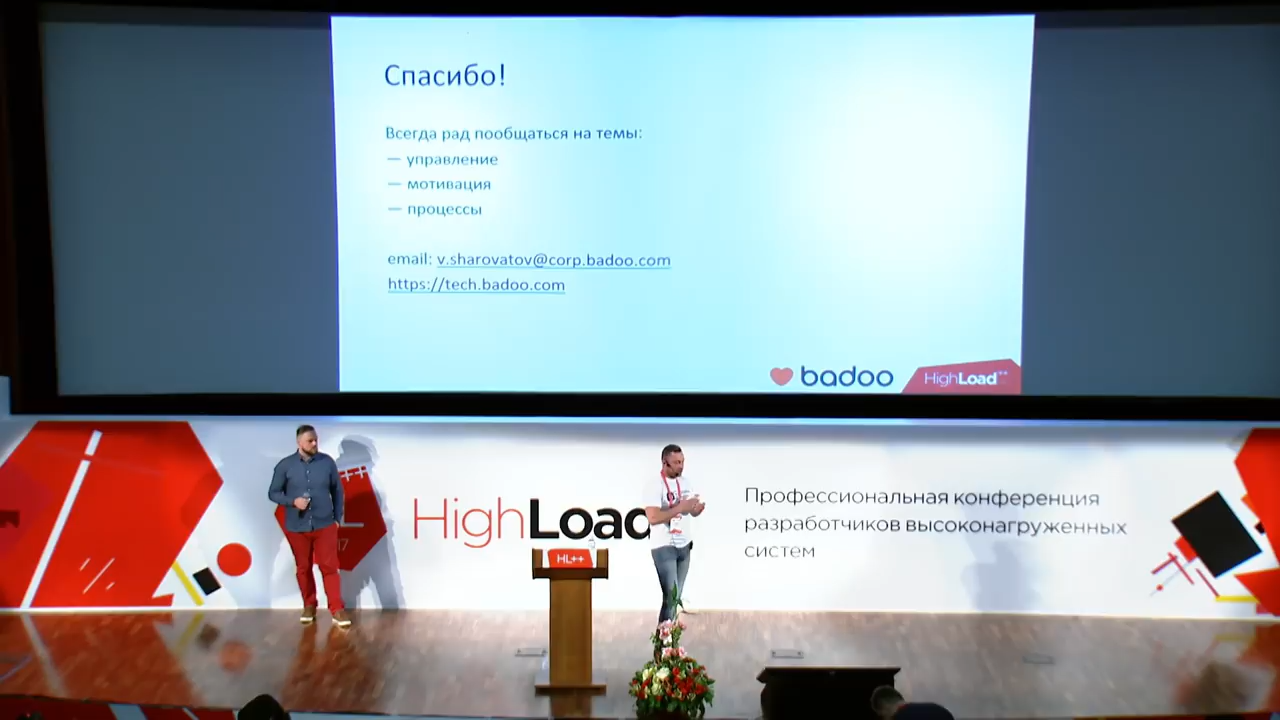 Спасибо!
Всегда рад пообщаться на темы:
— управление
— мотивация
— процессы
email: v.sharovatov@corp.badoo.com
https://tech.badoo.com
badoo
HighLoad++
++
17
HighLoad
HL++
Профессиональная конференция
разработчиков высоконагруженных
систем